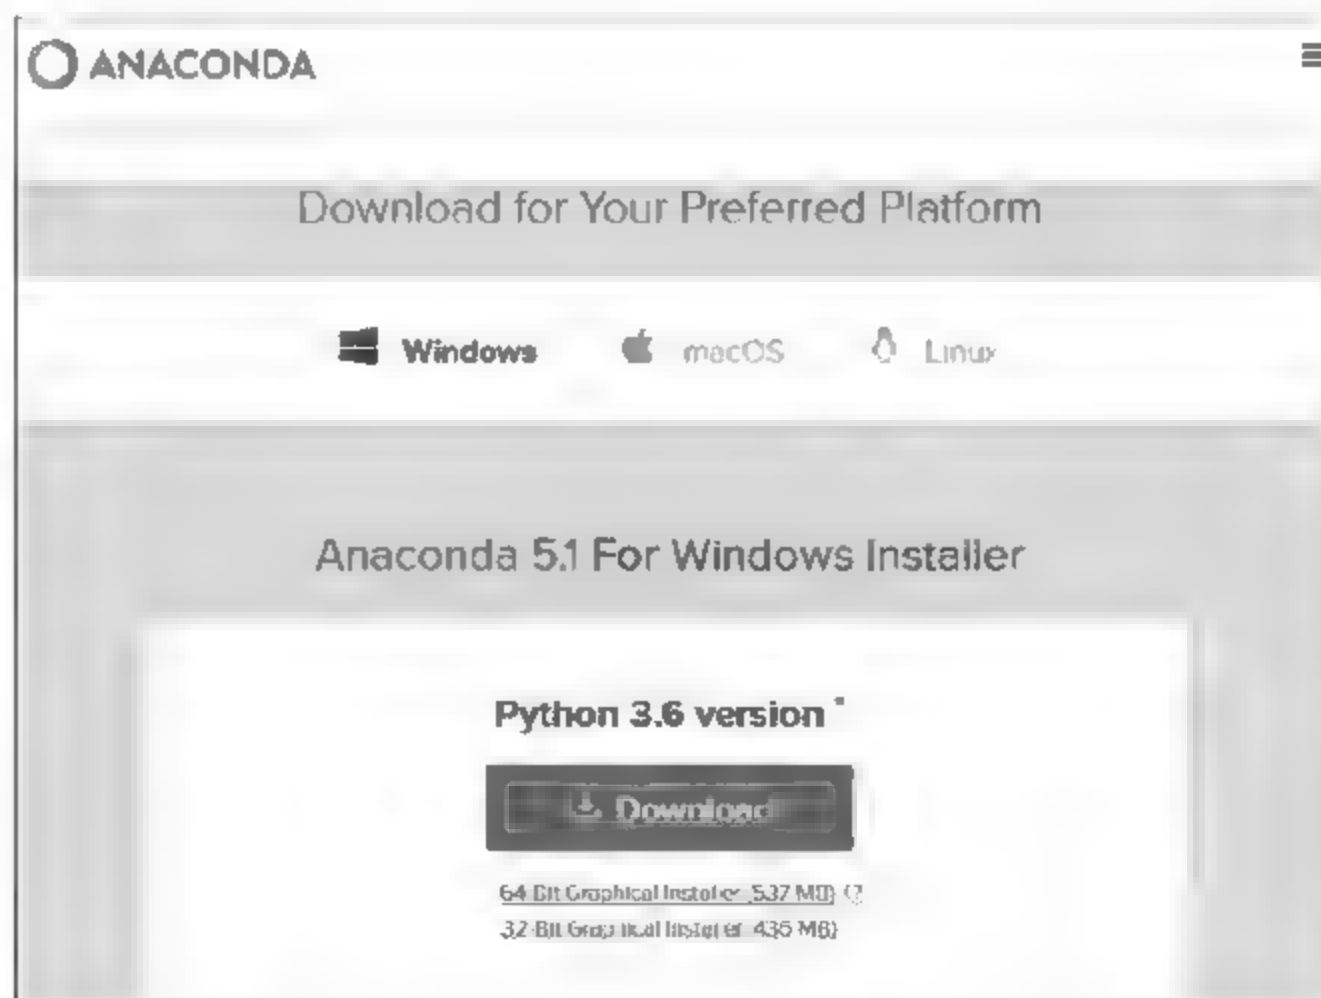 ANACONDA
Download for Your Preferred Platform
Windows macOS Linux
Anaconda 5.1 For Windows Installer
Python 3.6 version *
Download
64-Bit Graphical Installer (537 MB)
32-Bit Graphical Installer (436 MB)